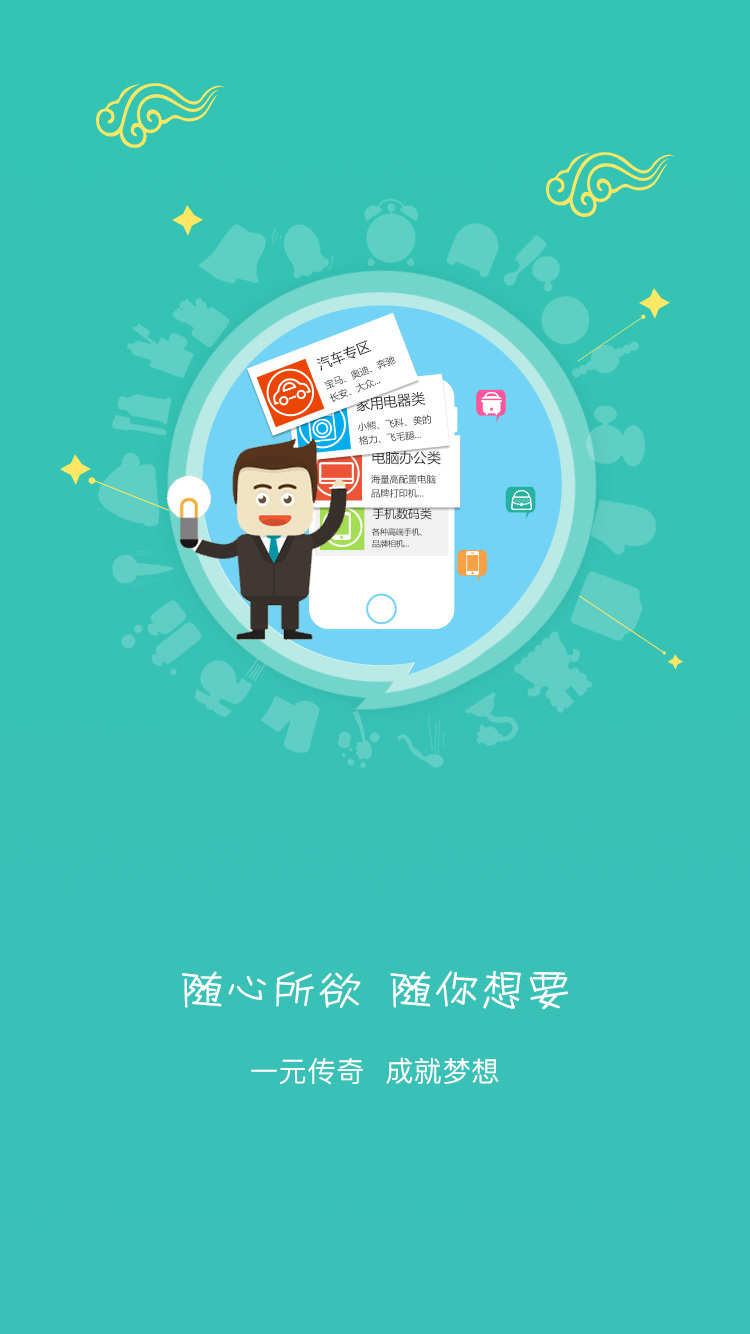 汽车专区
宝马、奥迪、奔驰
长安、大众...
家用电器类
小熊、飞科、美的
格力、飞毛腿...
电脑办公类
海量高配置电脑
品牌打印机...
手机数码类
各种高端手机、
品牌相机...
随心所欲 随你想要
一元传奇 成就梦想